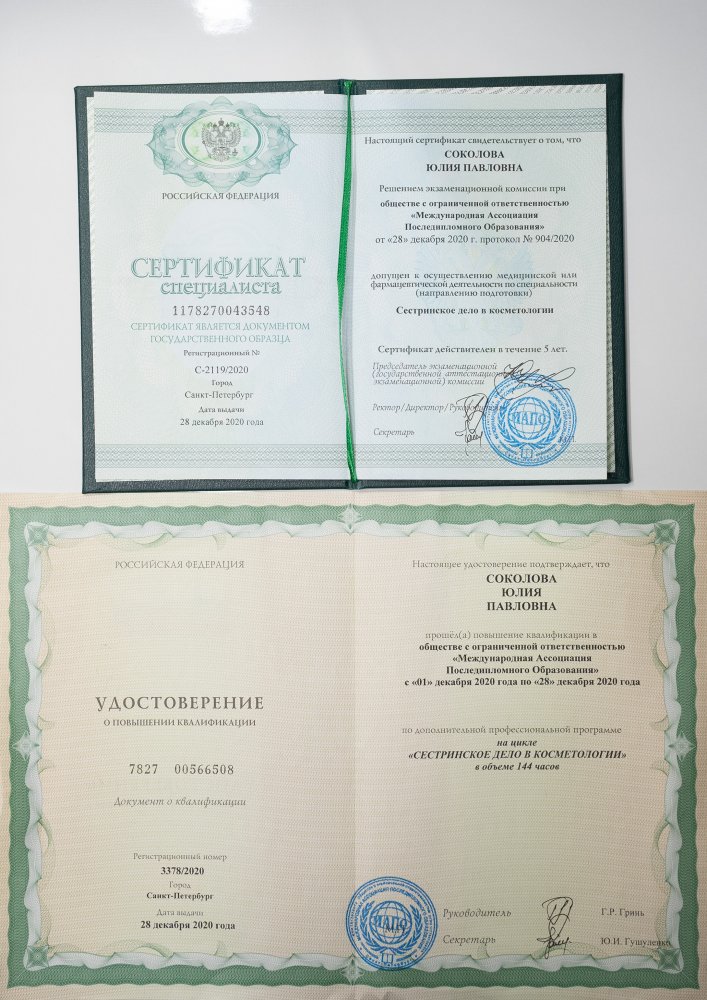 РОССИЙСКАЯ ФЕДЕРАЦИЯ
СЕРТИФИКАТ
специалиста
1178270043548
СЕРТИФИКАТ ЯВЛЯЕТСЯ ДОКУМЕНТОМ
ГОСУДАРСТВЕННОГО ОБРАЗЦА
Регистрационный №
С-2119/2020
Город
Санкт-Петербург
Дата выдачи
28 декабря 2020 года
Настоящий сертификат свидетельствует о том, что
СОКОЛОВА
ЮЛИЯ ПАВЛОВНА
Решением экзаменационной комиссии при
обществе с ограниченной ответственностью
«Международная Ассоциация
Последипломного Образования»
от «28» декабря 2020 г. протокол № 904/2020
допущен к осуществлению медицинской или
фармацевтической деятельности по специальности
(направлению подготовки)
Сестринское дело в косметологии
Сертификат действителен в течение 5 лет.
Председатель экзаменационной
(государственной аттестационной
экзаменационной) комиссии
Ректор/Директор/Руководитель
Секретарь
РОССИЙСКАЯ ФЕДЕРАЦИЯ
УДОСТОВЕРЕНИЕ
О ПОВЫШЕНИИ КВАЛИФИКАЦИИ
7827 00566508
Документ о квалификации
Регистрационный номер
3378/2020
Город
Санкт-Петербург
Дата выдачи
28 декабря 2020 года
Настоящее удостоверение подтверждает, что
СОКОЛОВА
ЮЛИЯ
ПАВЛОВНА
прошёл(а) повышение квалификации в
обществе с ограниченной ответственностью
«Международная Ассоциация
Последипломного Образования»
с «01» декабря 2020 года по «28» декабря 2020 года
по дополнительной профессиональной программе
на цикле
«СЕСТРИНСКОЕ ДЕЛО В КОСМЕТОЛОГИИ»
в объеме 144 часов
Руководитель
Г.Р. Гринь
Секретарь
Ю.И. Гушуленко